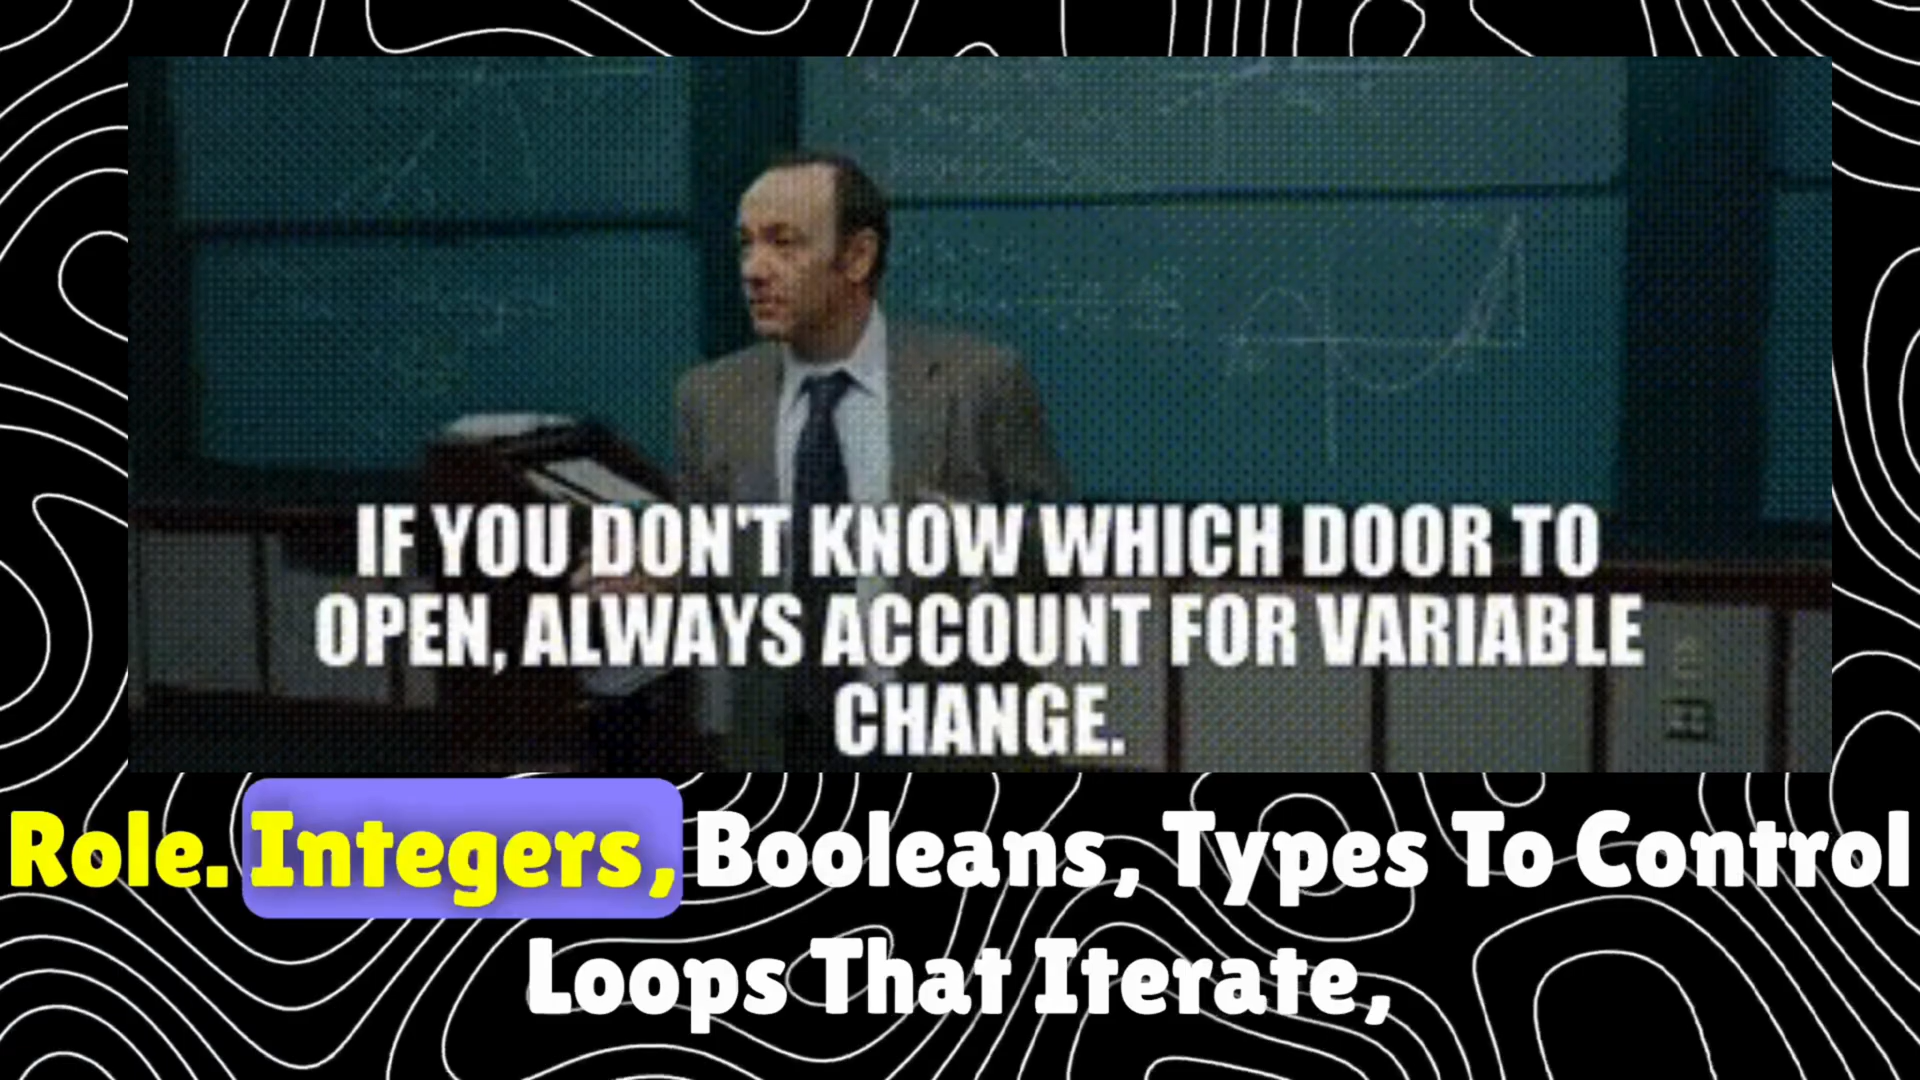 IF YOU DON'T KNOW WHICH DOOR TO
OPEN, ALWAYS ACCOUNT FOR VARIABLE
CHANGE.
Role. Integers, Booleans, Types To Control
Loops That Iterate,